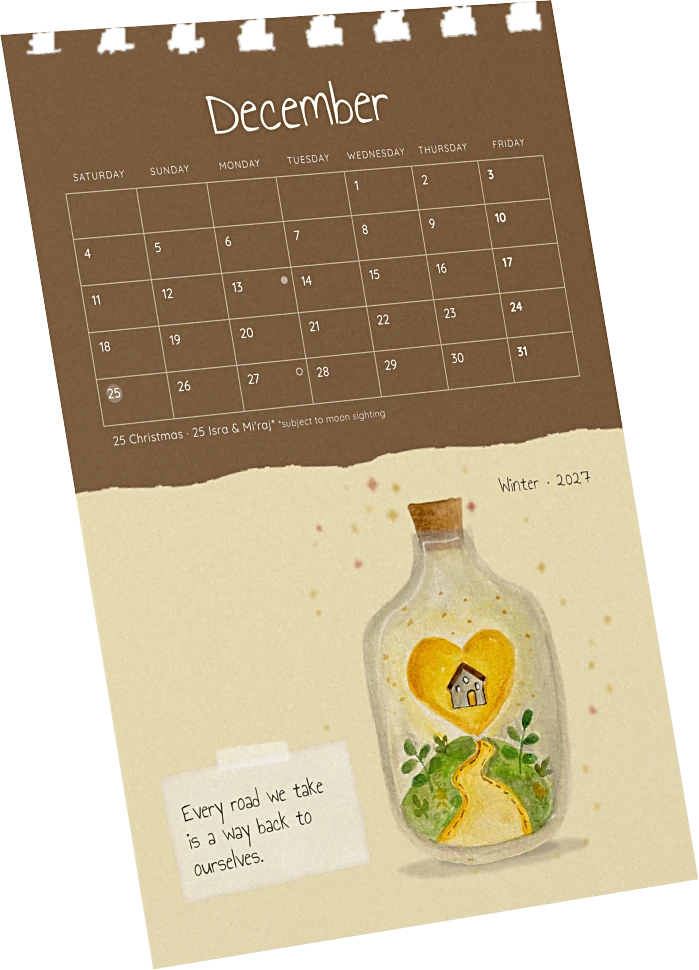 December
SATURDAY SUNDAY MONDAY TUESDAY WEDNESDAY THURSDAY FRIDAY
1 2 3
4 5 6 7 8 9 10
11 12 13 14 15 16 17
18 19 20 21 22 23 24
25 26 27 28 29 30 31
25 Christmas · 25 Isra & Mi'raj* *subject to moon sighting
Winter · 2027
Every road we take
is a way back to
ourselves.